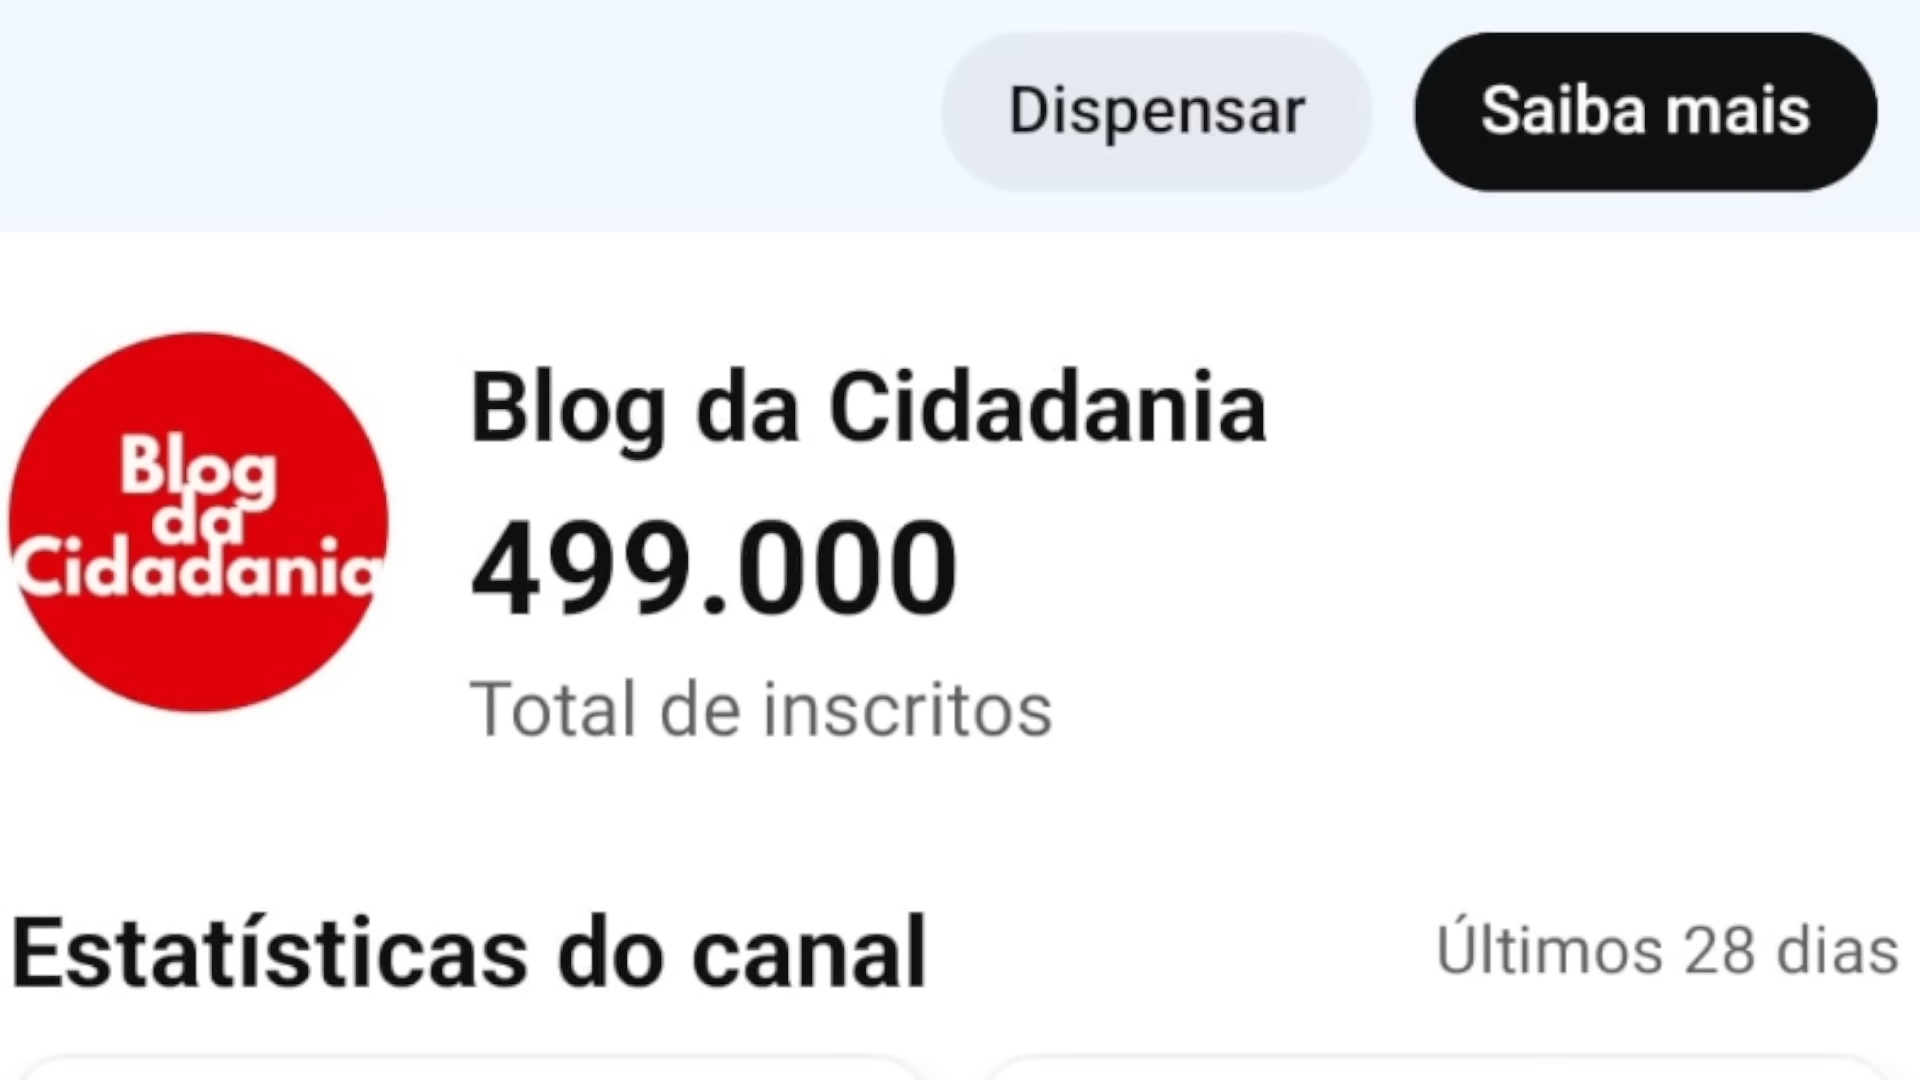 Dispensar Saiba mais
Blog da Cidadania
499.000
Total de inscritos
Blog
da
Cidadania
Estatísticas do canal Últimos 28 dias